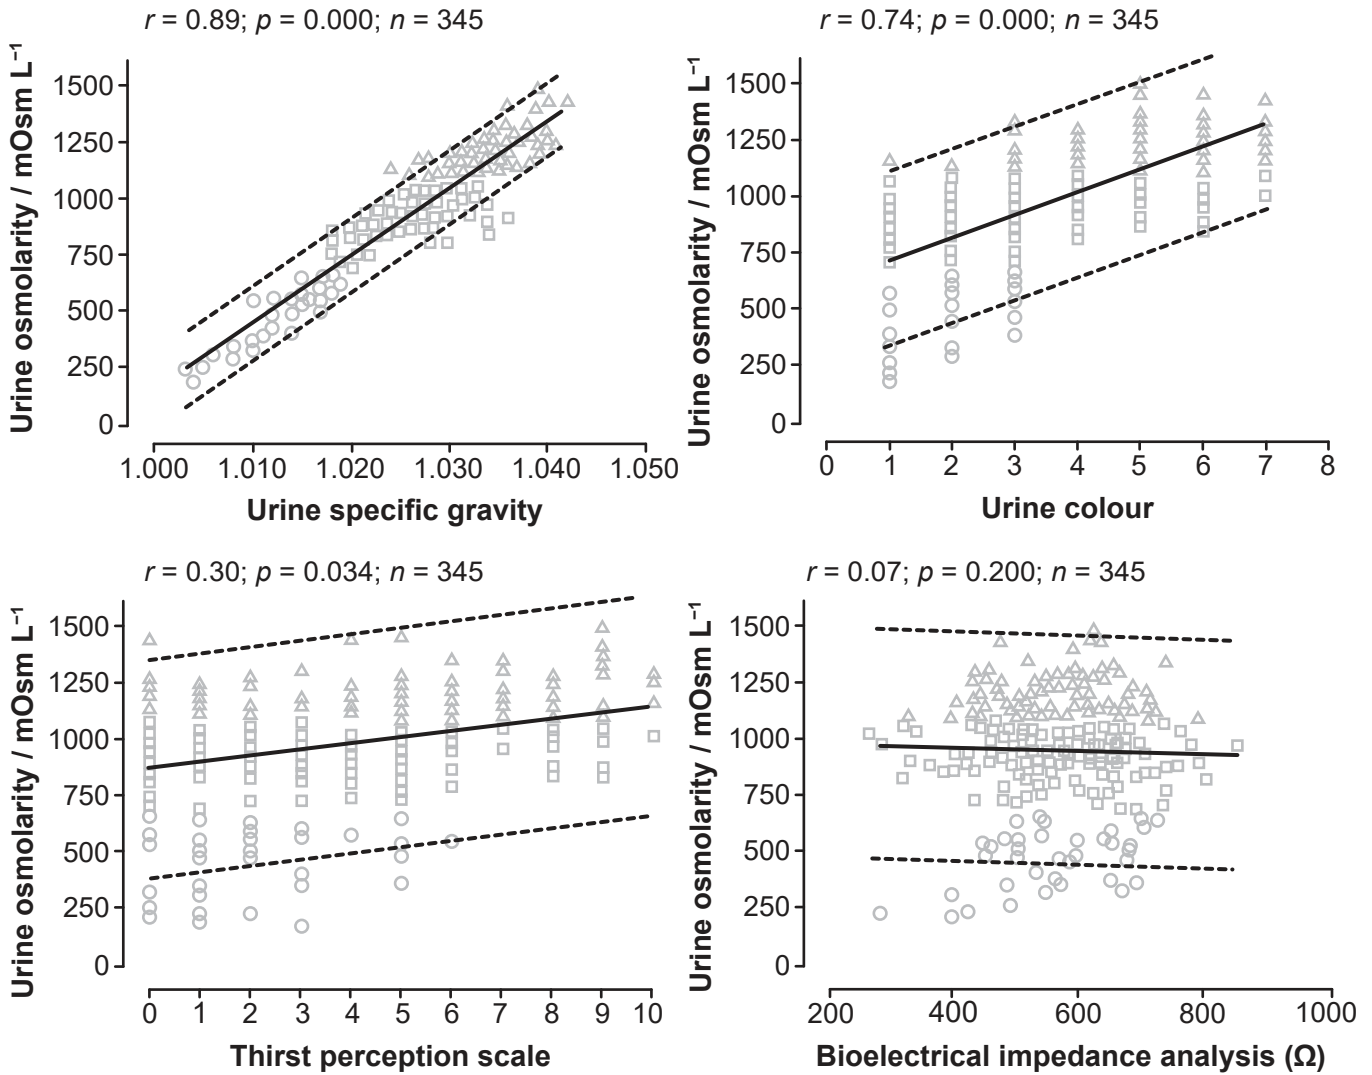 r = 0.89; p = 0.000; n = 345
Urine osmolarity / mOsm L⁻¹
1500
1250
1000
750
500
250
0
1.000 1.010 1.020 1.030 1.040 1.050
Urine specific gravity
r = 0.74; p = 0.000; n = 345
Urine osmolarity / mOsm L⁻¹
1500
1250
1000
750
500
250
0
0 1 2 3 4 5 6 7 8
Urine colour
r = 0.30; p = 0.034; n = 345
Urine osmolarity / mOsm L⁻¹
1500
1250
1000
750
500
250
0
0 1 2 3 4 5 6 7 8 9 10
Thirst perception scale
r = 0.07; p = 0.200; n = 345
Urine osmolarity / mOsm L⁻¹
1500
1250
1000
750
500
250
0
200 400 600 800 1000
Bioelectrical impedance analysis (Ω)